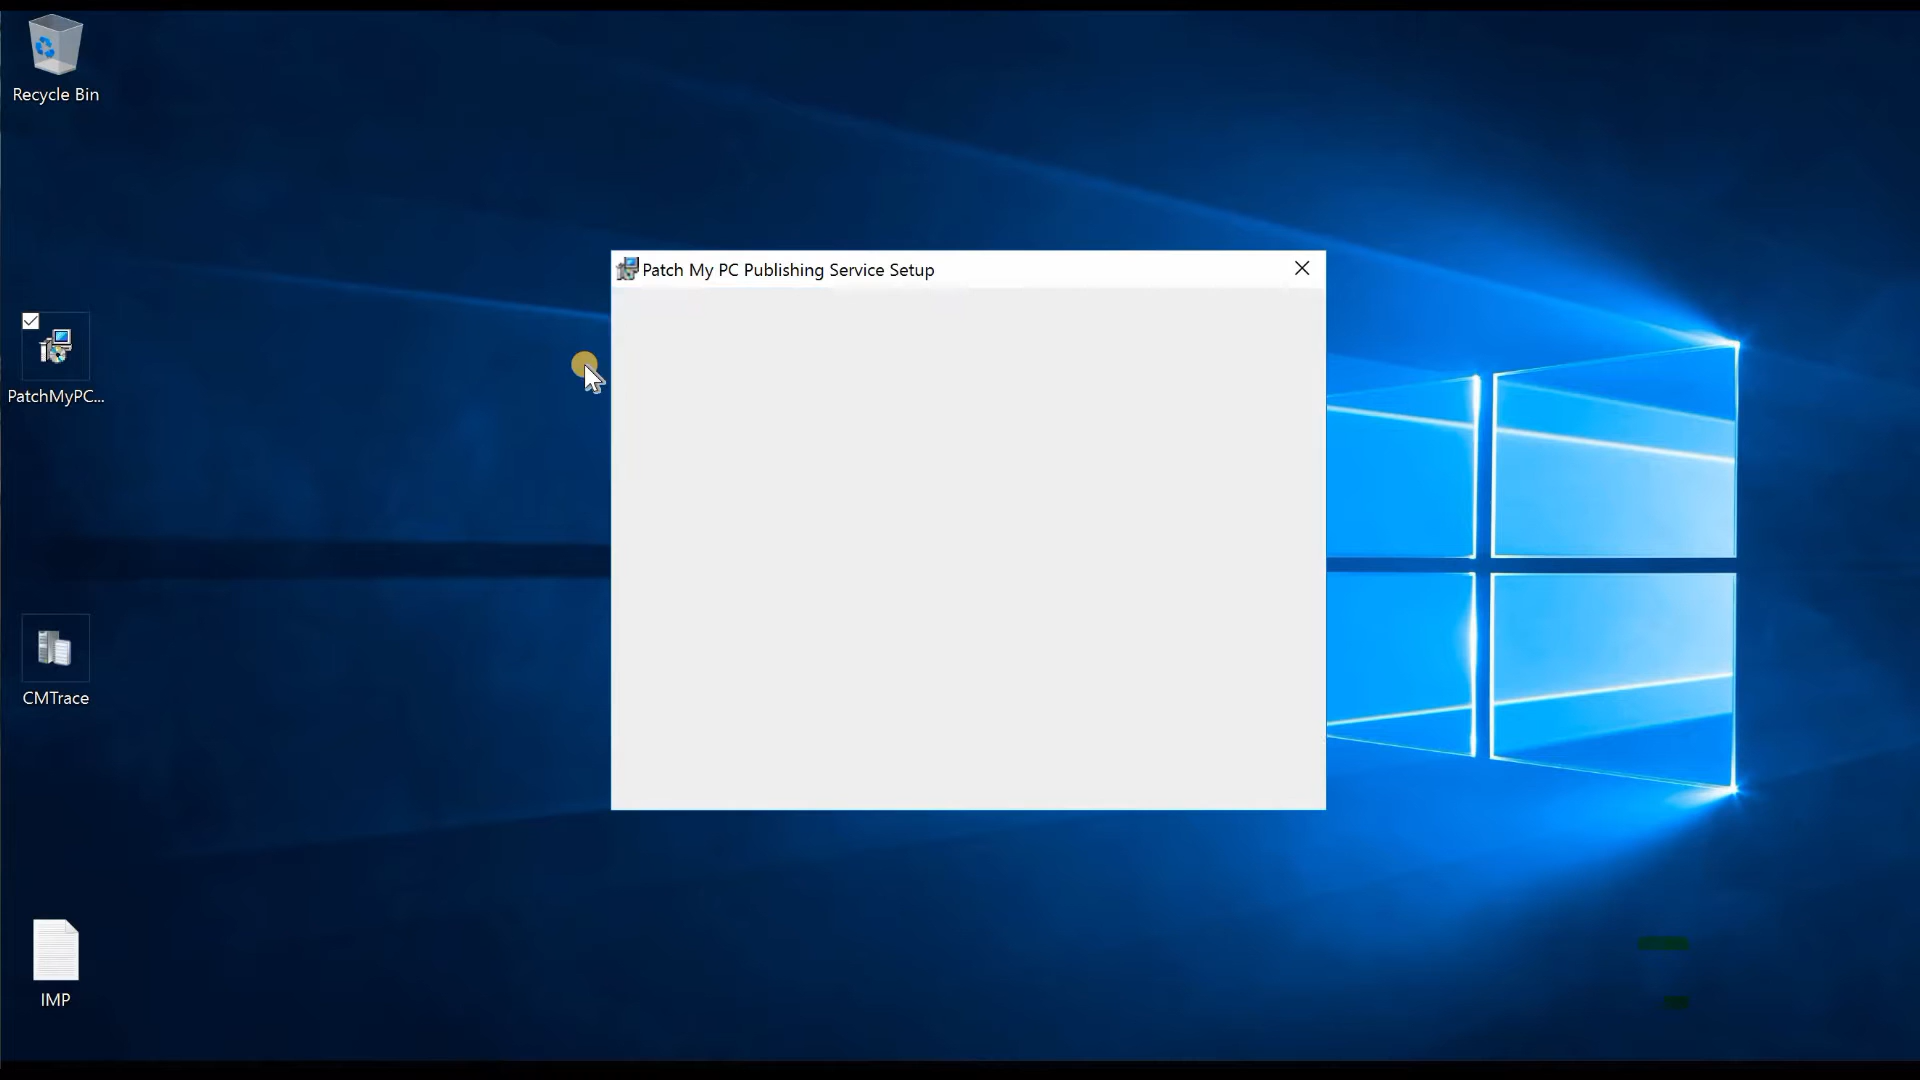 Recycle Bin
Patch My PC Publishing Service Setup
PatchMyPC...
CMTrace
IMP